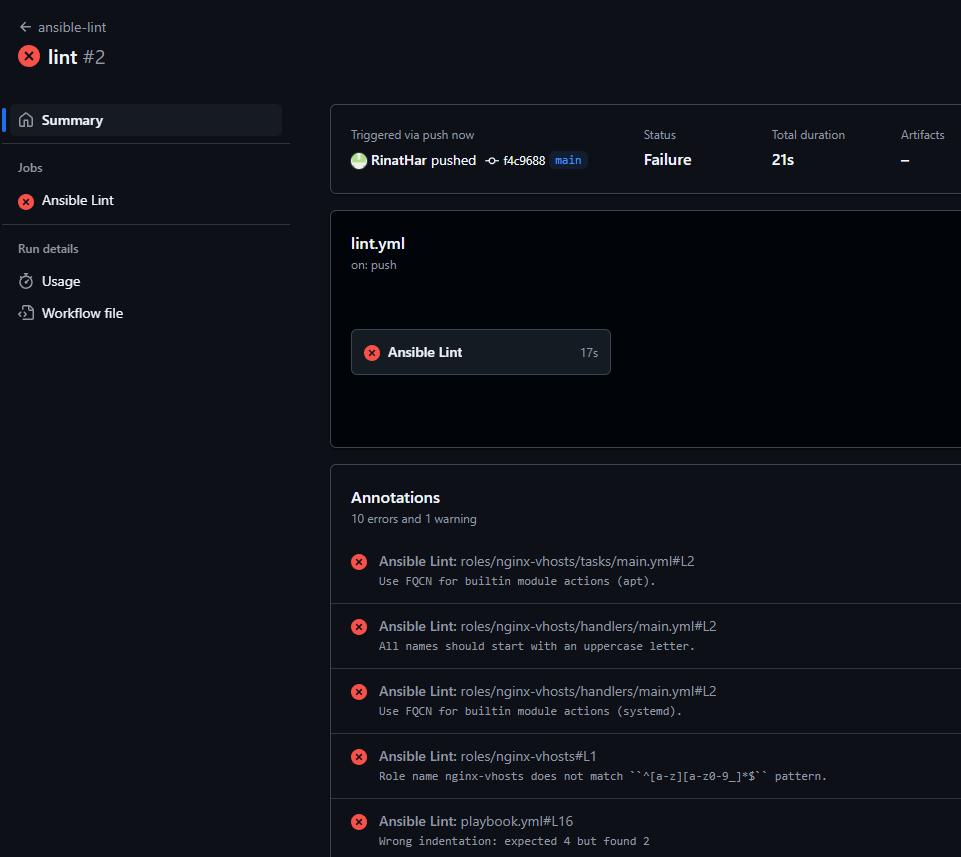 ← ansible-lint
lint #2
Summary
Jobs
Ansible Lint
Run details
Usage
Workflow file
Triggered via push now
RinatHar pushed f4c9688 main
Status
Failure
Total duration
21s
Artifacts
–
lint.yml
on: push
Ansible Lint 17s
Annotations
10 errors and 1 warning
Ansible Lint: roles/nginx-vhosts/tasks/main.yml#L2
Use FQCN for builtin module actions (apt).
Ansible Lint: roles/nginx-vhosts/handlers/main.yml#L2
All names should start with an uppercase letter.
Ansible Lint: roles/nginx-vhosts/handlers/main.yml#L2
Use FQCN for builtin module actions (systemd).
Ansible Lint: roles/nginx-vhosts#L1
Role name nginx-vhosts does not match ``^[a-z][a-z0-9_]*$`` pattern.
Ansible Lint: playbook.yml#L16
Wrong indentation: expected 4 but found 2